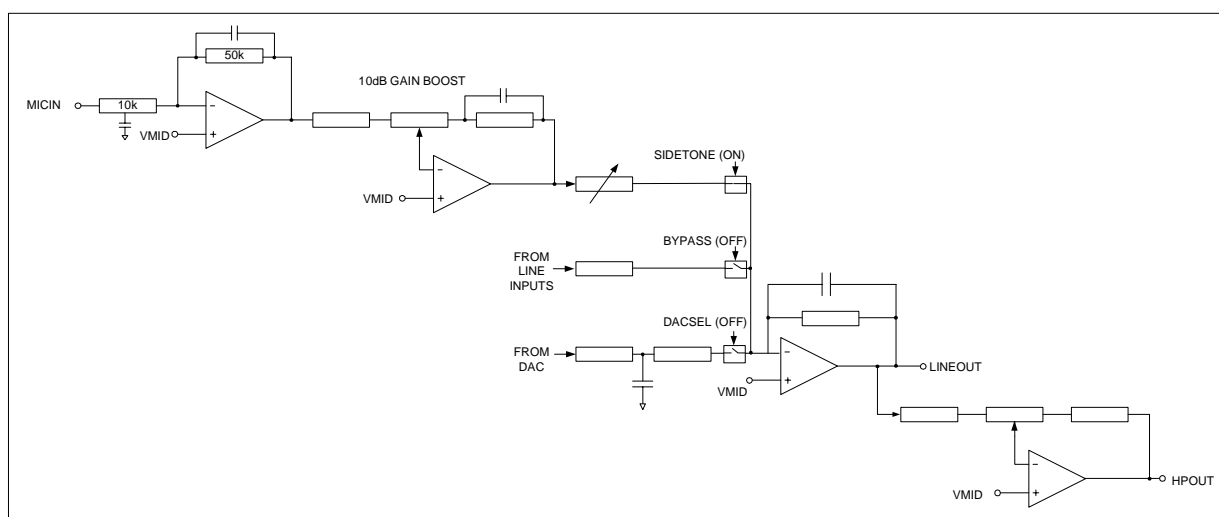 50k
10dB GAIN BOOST
MICIN
10k
−
+
VMID
SIDETONE (ON)
−
+
VMID
BYPASS (OFF)
FROM
LINE
INPUTS
DACSEL (OFF)
FROM
DAC
−
+
VMID
LINEOUT
−
+
VMID
HPOUT